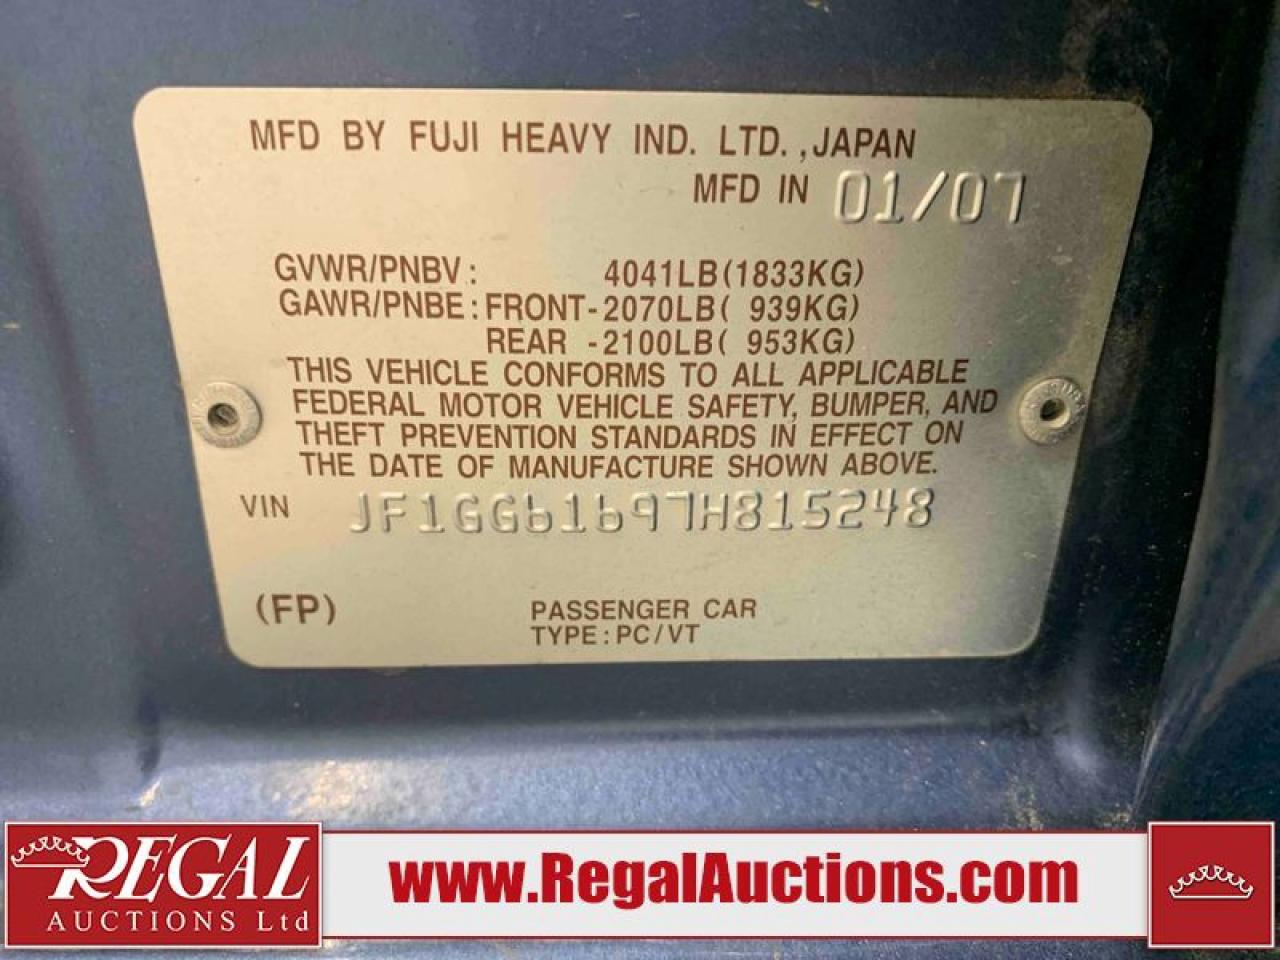 MFD BY FUJI HEAVY IND. LTD., JAPAN
MFD IN 01/07
GVWR/PNBV: 4041LB(1833KG)
GAWR/PNBE: FRONT-2070LB( 939KG)
REAR -2100LB( 953KG)
THIS VEHICLE CONFORMS TO ALL APPLICABLE
FEDERAL MOTOR VEHICLE SAFETY, BUMPER, AND
THEFT PREVENTION STANDARDS IN EFFECT ON
THE DATE OF MANUFACTURE SHOWN ABOVE.
VIN JF1GG61697H815248
(FP) PASSENGER CAR
TYPE: PC/VT
REGAL
AUCTIONS Ltd
www.RegalAuctions.com